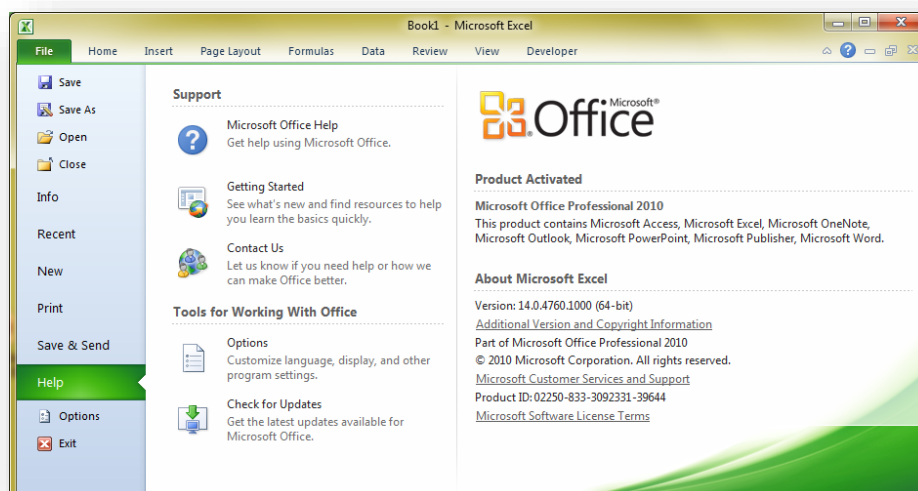 Book1 - Microsoft Excel
File Home Insert Page Layout Formulas Data Review View Developer
Save
Save As
Open
Close
Info
Recent
New
Print
Save & Send
Help
Options
Exit
Support
Microsoft Office Help
Get help using Microsoft Office.
Getting Started
See what's new and find resources to help
you learn the basics quickly.
Contact Us
Let us know if you need help or how we
can make Office better.
Tools for Working With Office
Options
Customize language, display, and other
program settings.
Check for Updates
Get the latest updates available for
Microsoft Office.
Microsoft®
Office
Product Activated
Microsoft Office Professional 2010
This product contains Microsoft Access, Microsoft Excel, Microsoft OneNote,
Microsoft Outlook, Microsoft PowerPoint, Microsoft Publisher, Microsoft Word.
About Microsoft Excel
Version: 14.0.4760.1000 (64-bit)
Additional Version and Copyright Information
Part of Microsoft Office Professional 2010
© 2010 Microsoft Corporation. All rights reserved.
Microsoft Customer Services and Support
Product ID: 02250-833-3092331-39644
Microsoft Software License Terms